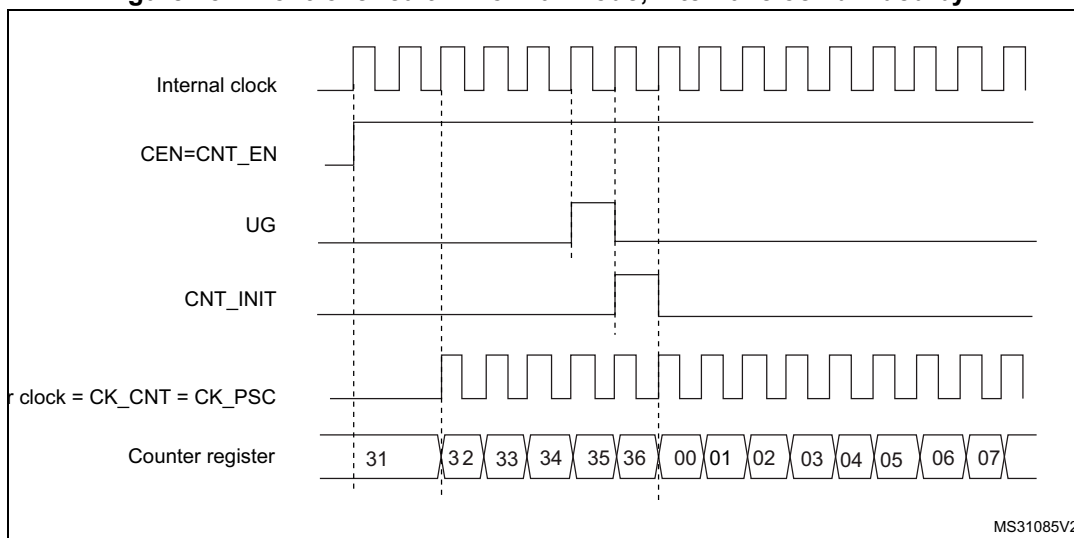 Internal clock
CEN=CNT_EN
UG
CNT_INIT
r clock = CK_CNT = CK_PSC
Counter register
31 32 33 34 35 36 00 01 02 03 04 05 06 07
MS31085V2